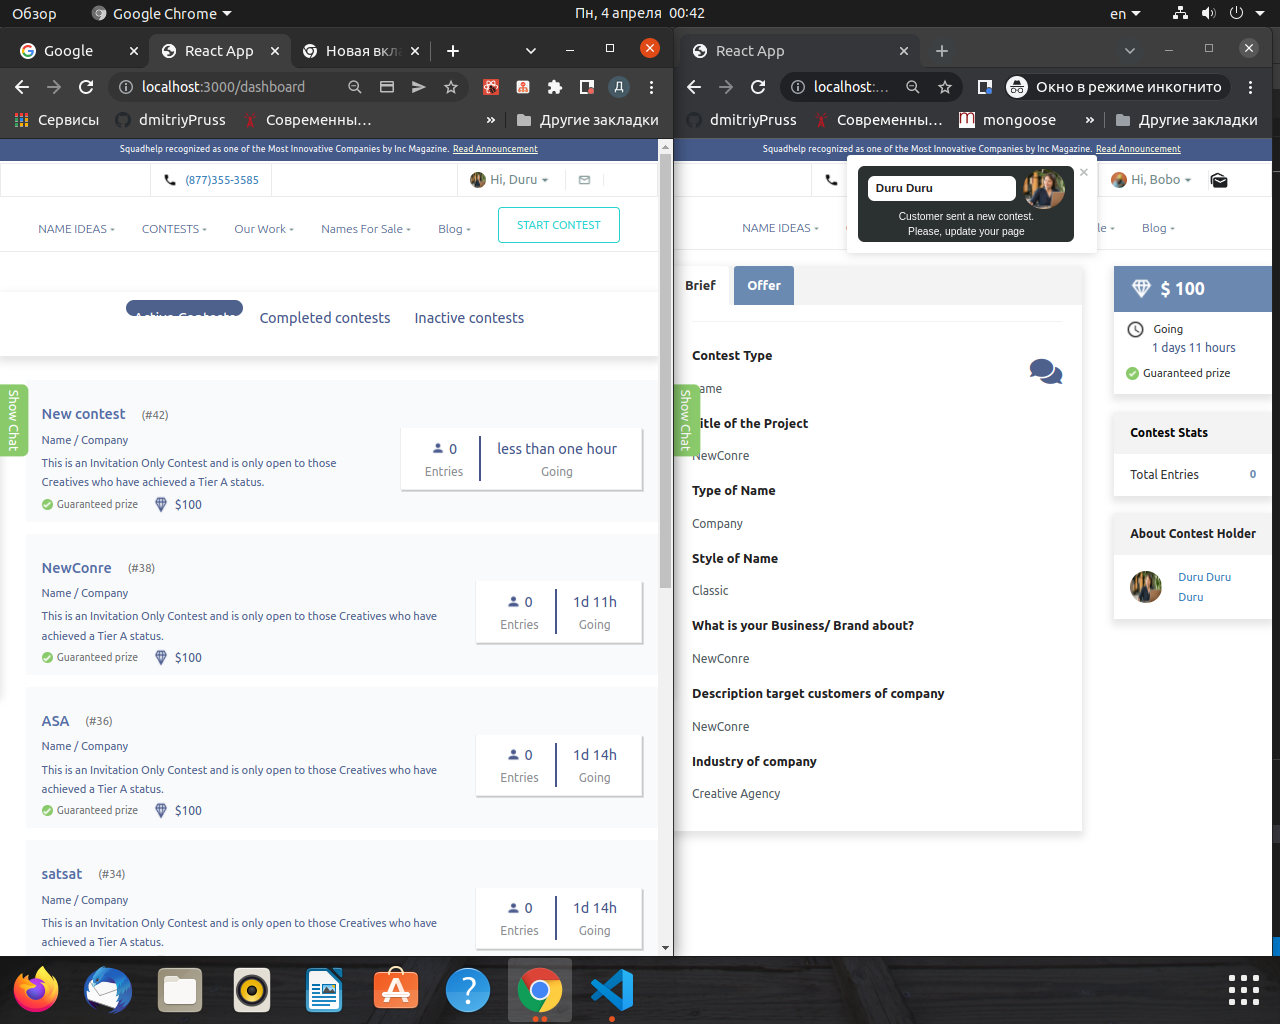 Обзор
Google Chrome
Пн, 4 апреля 00:42
en
Google
React App
Новая вкл
localhost:3000/dashboard
Д
Сервисы
dmitriyPruss
Современны…
»
Другие закладки
Squadhelp recognized as one of the Most Innovative Companies by Inc Magazine. Read Announcement
(877)355-3585
Hi, Duru
NAME IDEAS
CONTESTS
Our Work
Names For Sale
Blog
START CONTEST
Active Contests
Completed contests
Inactive contests
Show Chat
New contest (#42)
Name / Company
This is an Invitation Only Contest and is only open to those
Creatives who have achieved a Tier A status.
Guaranteed prize
$100
0
Entries
less than one hour
Going
NewConre (#38)
Name / Company
This is an Invitation Only Contest and is only open to those Creatives who have
achieved a Tier A status.
Guaranteed prize
$100
0
Entries
1d 11h
Going
ASA (#36)
Name / Company
This is an Invitation Only Contest and is only open to those Creatives who have
achieved a Tier A status.
Guaranteed prize
$100
0
Entries
1d 14h
Going
satsat (#34)
Name / Company
This is an Invitation Only Contest and is only open to those Creatives who have
achieved a Tier A status.
0
Entries
1d 14h
Going
React App
localhost:…
Окно в режиме инкогнито
dmitriyPruss
Современны…
mongoose
»
Другие закладки
Squadhelp recognized as one of the Most Innovative Companies by Inc Magazine. Read Announcement
Duru Duru
Customer sent a new contest.
Please, update your page
×
Hi, Bobo
NAME IDEAS
le
Blog
Brief
Offer
Contest Type
ame
itle of the Project
NewConre
Type of Name
Company
Style of Name
Classic
What is your Business/ Brand about?
NewConre
Description target customers of company
NewConre
Industry of company
Creative Agency
Show Chat
$ 100
Going
1 days 11 hours
Guaranteed prize
Contest Stats
Total Entries
0
About Contest Holder
Duru Duru
Duru